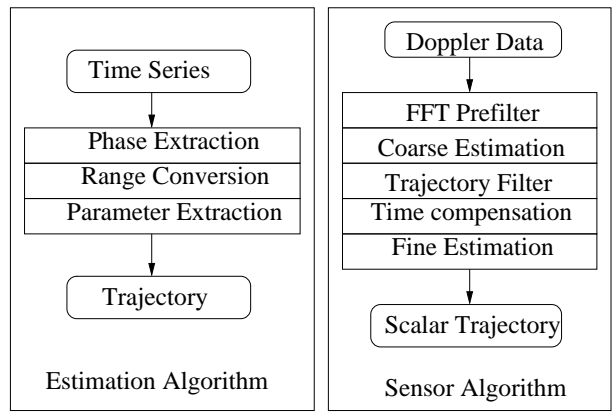 Time Series
Phase Extraction
Range Conversion
Parameter Extraction
Trajectory
Estimation Algorithm
Doppler Data
FFT Prefilter
Coarse Estimation
Trajectory Filter
Time compensation
Fine Estimation
Scalar Trajectory
Sensor Algorithm